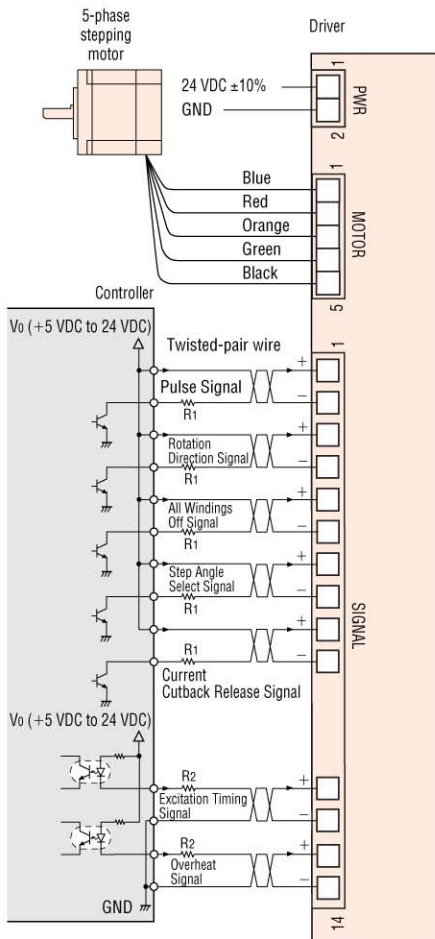 5-phase
stepping
motor
Driver
24 VDC ±10%
GND
1
PWR
2
Blue
Red
Orange
Green
Black
1
MOTOR
5
Controller
Vo (+5 VDC to 24 VDC)
Twisted-pair wire
1
+
Pulse Signal
−
R1
+
Rotation
Direction Signal
−
R1
+
All Windings
Off Signal
−
R1
+
Step Angle
Select Signal
−
R1
SIGNAL
+
R1
−
Current
Cutback Release Signal
Vo (+5 VDC to 24 VDC)
R2
+
Excitation Timing
Signal
−
R2
+
Overheat
Signal
−
GND
14